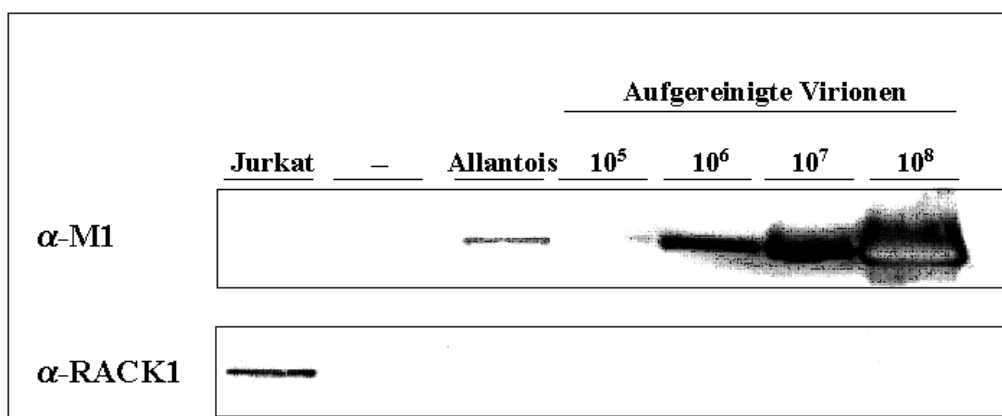 Aufgereinigte Virionen
Jurkat – Allantois 10⁵ 10⁶ 10⁷ 10⁸
α-M1
α-RACK1